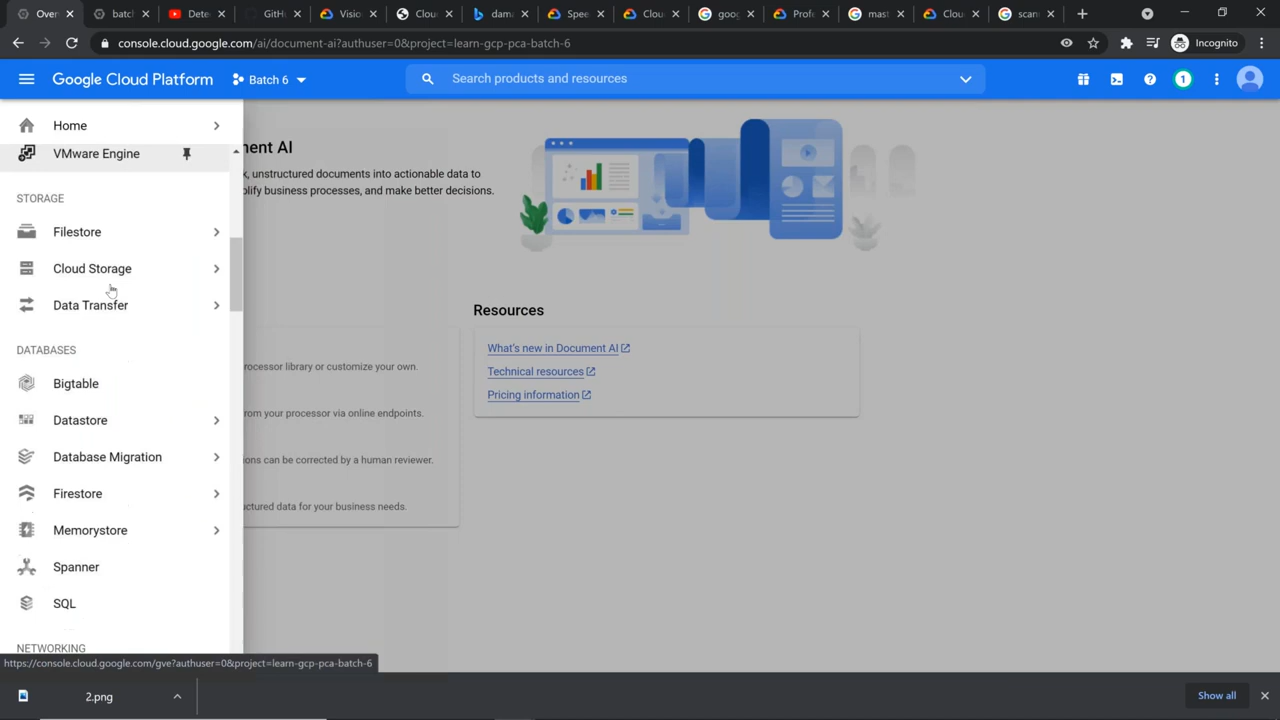 Over
batch
Dete
GitH
Vision
Clou
dam
Spee
Clou
goog
Profe
mast
Clou
scan
console.cloud.google.com/ai/document-ai?authuser=0&project=learn-gcp-pca-batch-6
Incognito
Google Cloud Platform
Batch 6
Search products and resources
1
Home
VMware Engine
STORAGE
Filestore
Cloud Storage
Data Transfer
DATABASES
Bigtable
Datastore
Database Migration
Firestore
Memorystore
Spanner
SQL
NETWORKING
ent AI
k, unstructured documents into actionable data to
plify business processes, and make better decisions.
rocessor library or customize your own.
rom your processor via online endpoints.
ions can be corrected by a human reviewer.
uctured data for your business needs.
Resources
What's new in Document AI
Technical resources
Pricing information
https://console.cloud.google.com/gve?authuser=0&project=learn-gcp-pca-batch-6
2.png
Show all